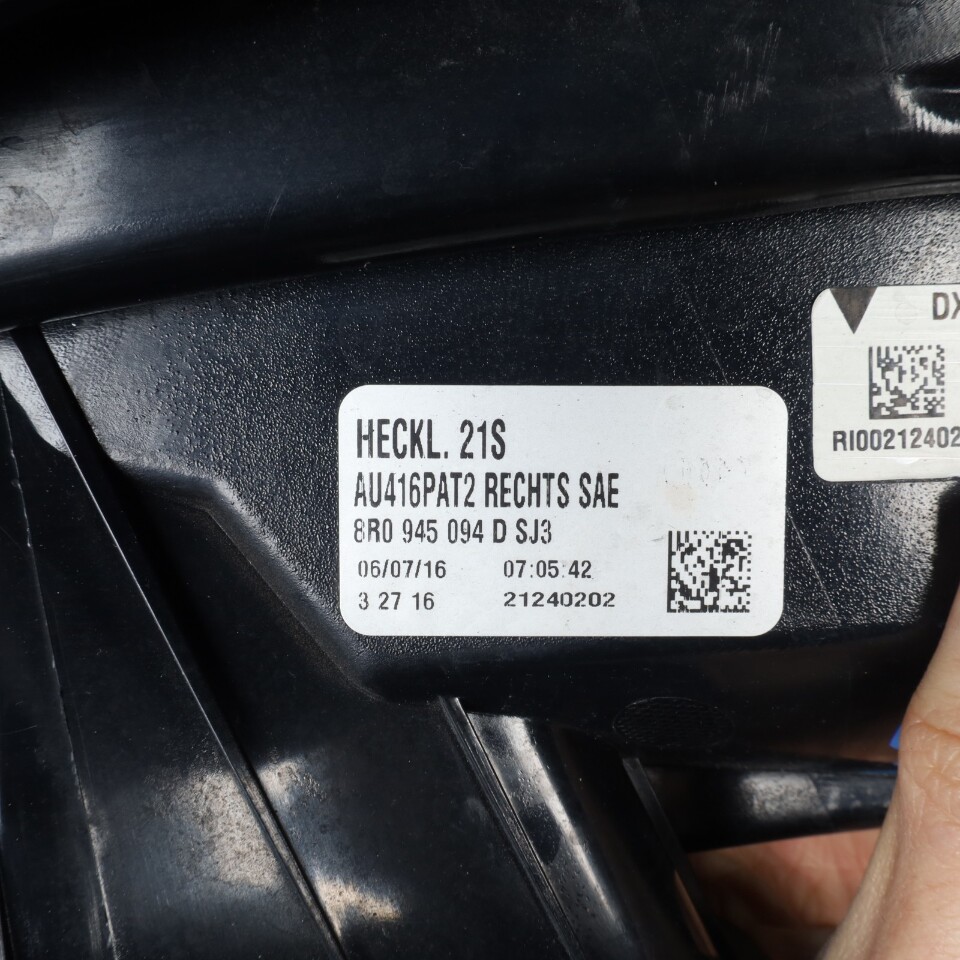 HECKL. 21S
AU416PAT2 RECHTS SAE
8R0 945 094 D SJ3
06/07/16 07:05:42
3 27 16 21240202
DX
RI00212402